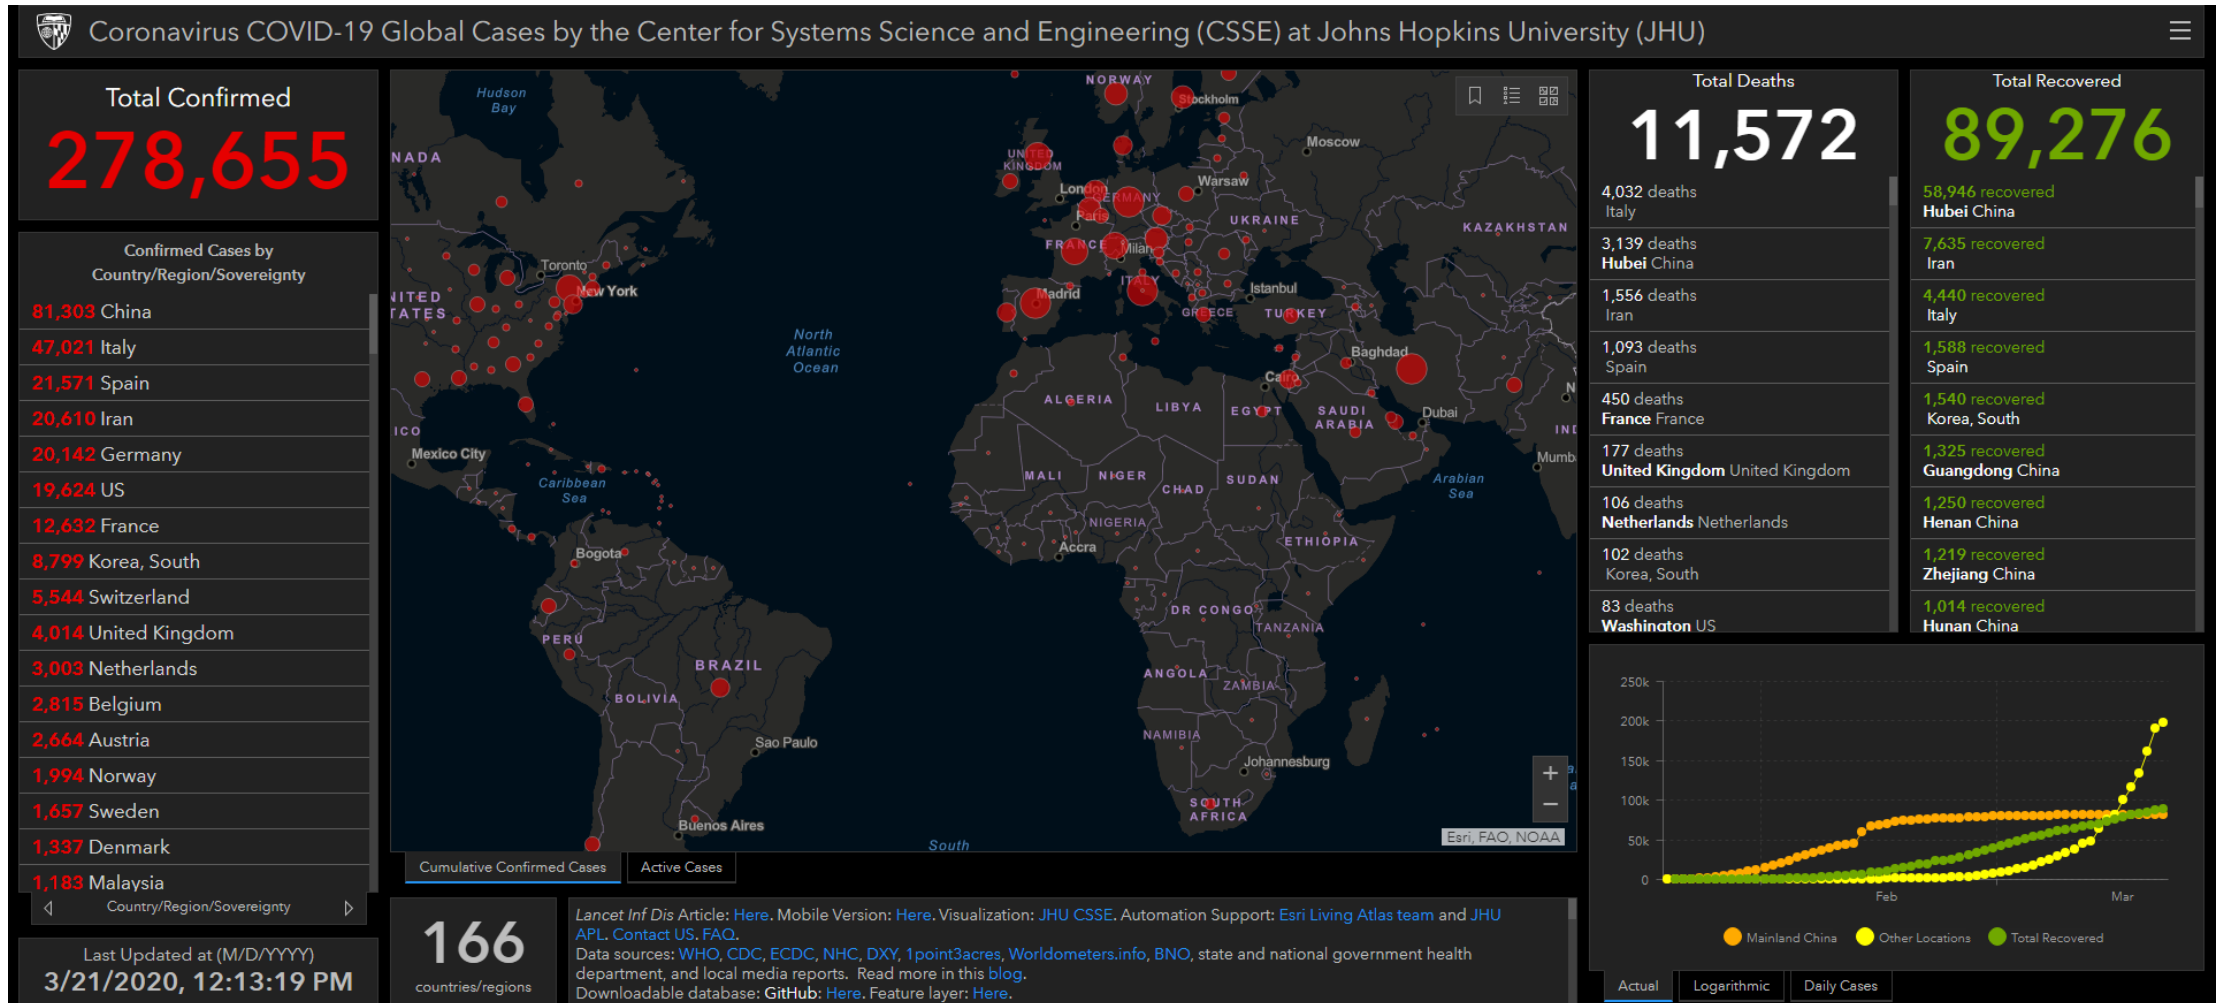 Coronavirus COVID-19 Global Cases by the Center for Systems Science and Engineering (CSSE) at Johns Hopkins University (JHU)
Total Confirmed
278,655
Confirmed Cases by
Country/Region/Sovereignty
81,303 China
47,021 Italy
21,571 Spain
20,610 Iran
20,142 Germany
19,624 US
12,632 France
8,799 Korea, South
5,544 Switzerland
4,014 United Kingdom
3,003 Netherlands
2,815 Belgium
2,664 Austria
1,994 Norway
1,657 Sweden
1,337 Denmark
1,183 Malaysia
Country/Region/Sovereignty
Last Updated at (M/D/YYYY)
3/21/2020, 12:13:19 PM
Hudson
Bay
NADA
Toronto
New York
NITED
TATES
ICO
Mexico City
Caribbean
Sea
North
Atlantic
Ocean
Bogota
PERU
BRAZIL
BOLIVIA
Sao Paulo
Buenos Aires
South
NORWAY
Stockholm
Moscow
UNITED
KINGDOM
London
Warsaw
GERMANY
Paris
UKRAINE
KAZAKHSTAN
FRANCE
Milan
ITALY
Madrid
Istanbul
GREECE
TURKEY
Baghdad
Cairo
ALGERIA
LIBYA
EGYPT
SAUDI
ARABIA
Dubai
N
IND
Mumb
Arabian
Sea
MALI
NIGER
CHAD
SUDAN
NIGERIA
Accra
ETHIOPIA
DR CONGO
TANZANIA
ANGOLA
ZAMBIA
NAMIBIA
Johannesburg
SOUTH
AFRICA
+
−
Esri, FAO, NOAA
Cumulative Confirmed Cases
Active Cases
166
countries/regions
Lancet Inf Dis Article: Here. Mobile Version: Here. Visualization: JHU CSSE. Automation Support: Esri Living Atlas team and JHU
APL. Contact US. FAQ.
Data sources: WHO, CDC, ECDC, NHC, DXY, 1point3acres, Worldometers.info, BNO, state and national government health
department, and local media reports. Read more in this blog.
Downloadable database: GitHub: Here. Feature layer: Here.
Total Deaths
11,572
4,032 deaths
Italy
3,139 deaths
Hubei China
1,556 deaths
Iran
1,093 deaths
Spain
450 deaths
France France
177 deaths
United Kingdom United Kingdom
106 deaths
Netherlands Netherlands
102 deaths
Korea, South
83 deaths
Washington US
Total Recovered
89,276
58,946 recovered
Hubei China
7,635 recovered
Iran
4,440 recovered
Italy
1,588 recovered
Spain
1,540 recovered
Korea, South
1,325 recovered
Guangdong China
1,250 recovered
Henan China
1,219 recovered
Zhejiang China
1,014 recovered
Hunan China
250k
200k
150k
100k
50k
0
Feb
Mar
Mainland China
Other Locations
Total Recovered
Actual
Logarithmic
Daily Cases